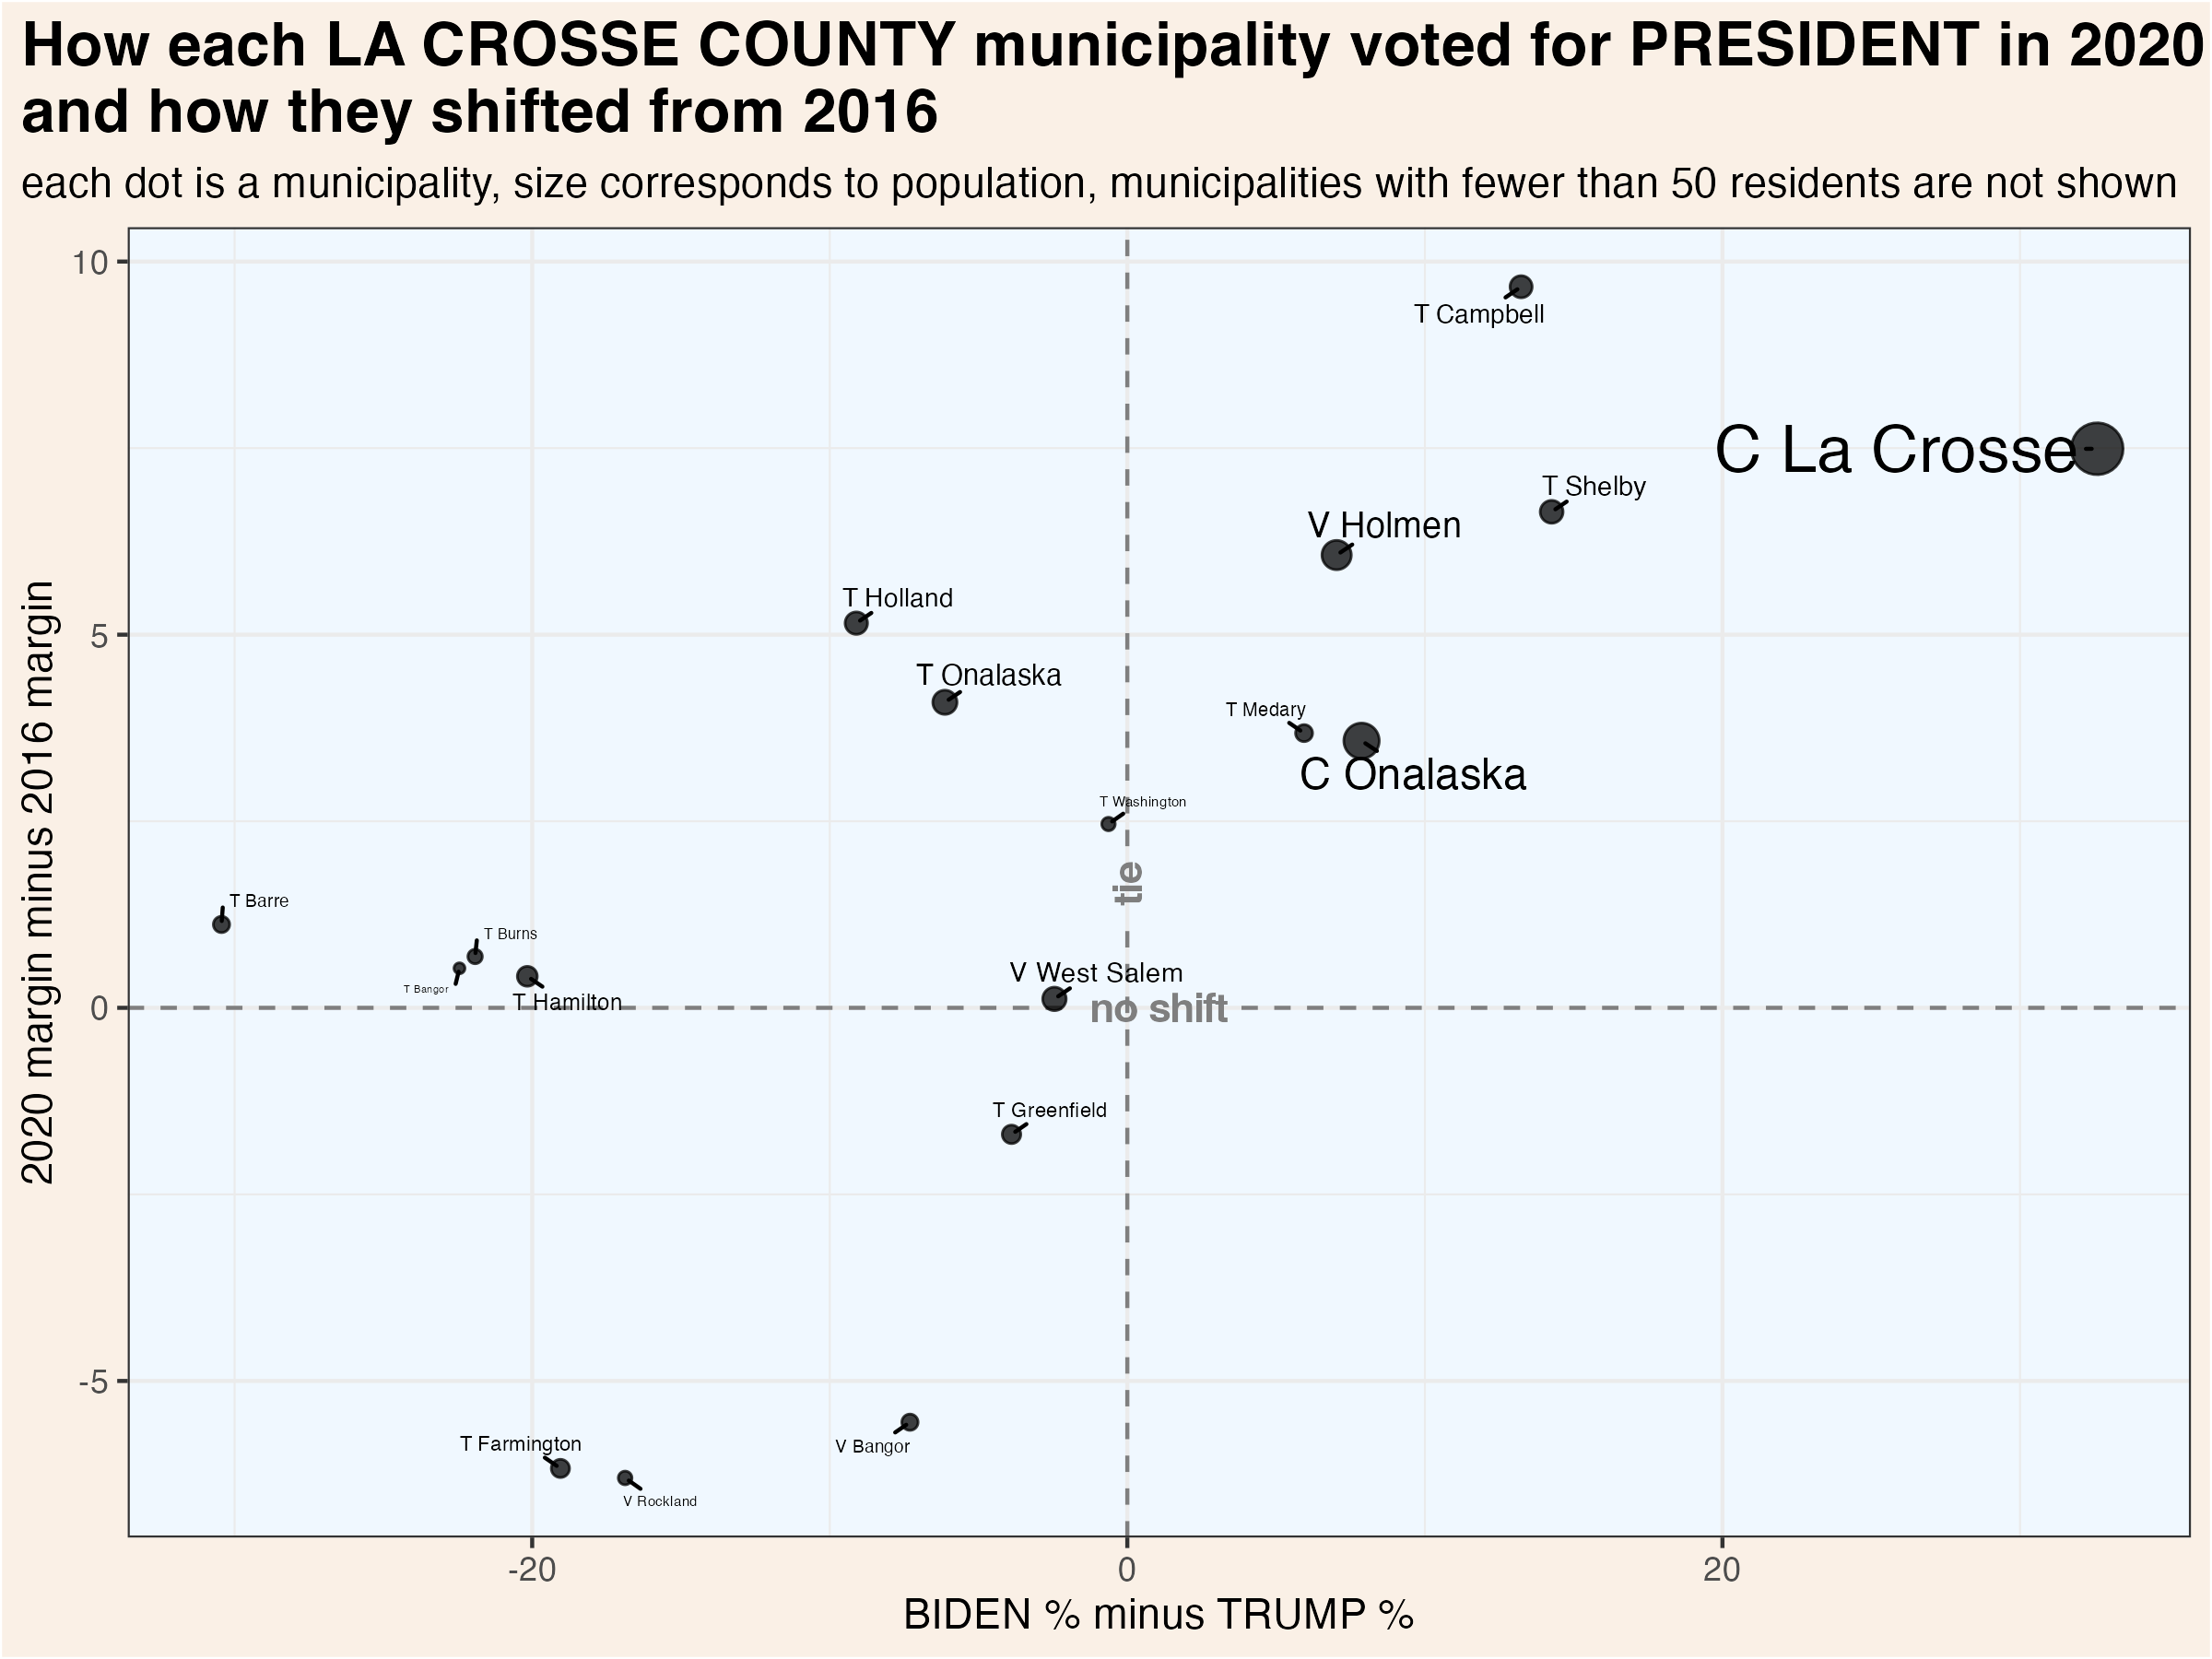 How each LA CROSSE COUNTY municipality voted for PRESIDENT in 2020
and how they shifted from 2016
each dot is a municipality, size corresponds to population, municipalities with fewer than 50 residents are not shown
2020 margin minus 2016 margin
10
5
0
-5
T Campbell
C La Crosse
T Shelby
V Holmen
T Holland
T Onalaska
T Medary
C Onalaska
T Washington
tie
T Barre
T Burns
T Bangor
T Hamilton
V West Salem
no shift
T Greenfield
V Bangor
T Farmington
V Rockland
-20
0
20
BIDEN % minus TRUMP %